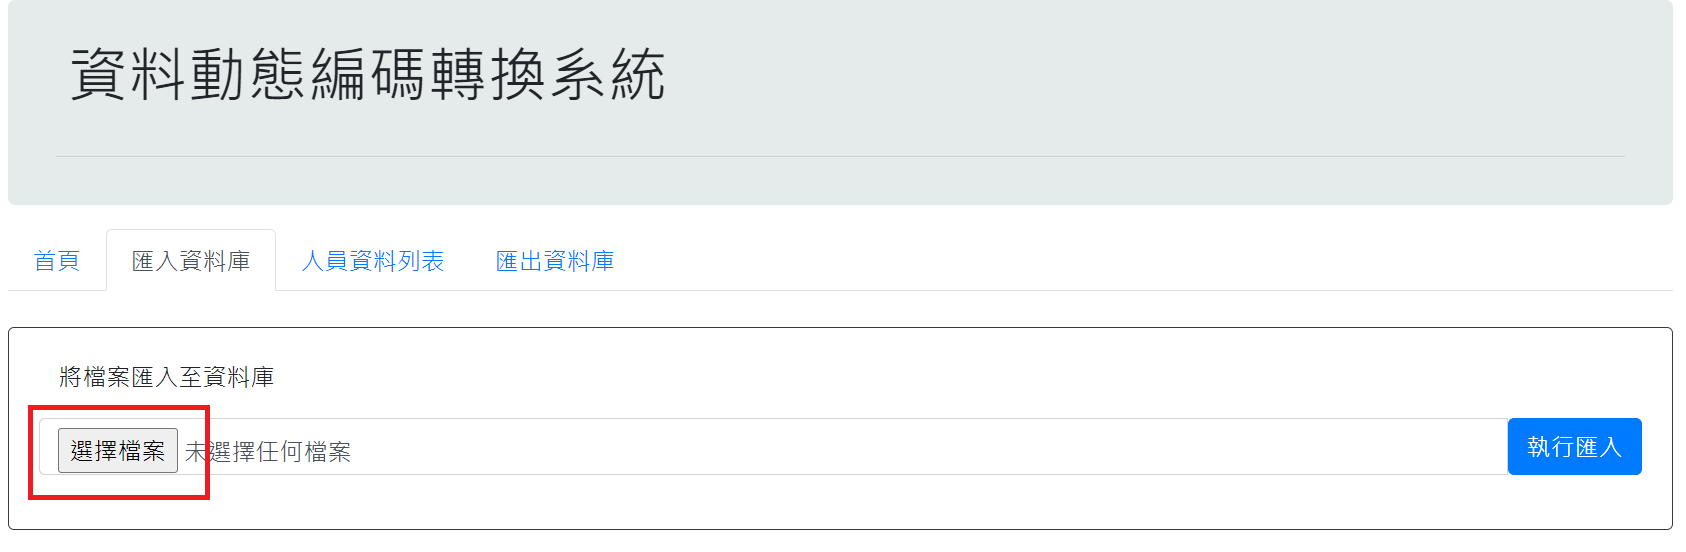 資料動態編碼轉換系統
首頁 匯入資料庫 人員資料列表 匯出資料庫
將檔案匯入至資料庫
選擇檔案 未選擇任何檔案 執行匯入